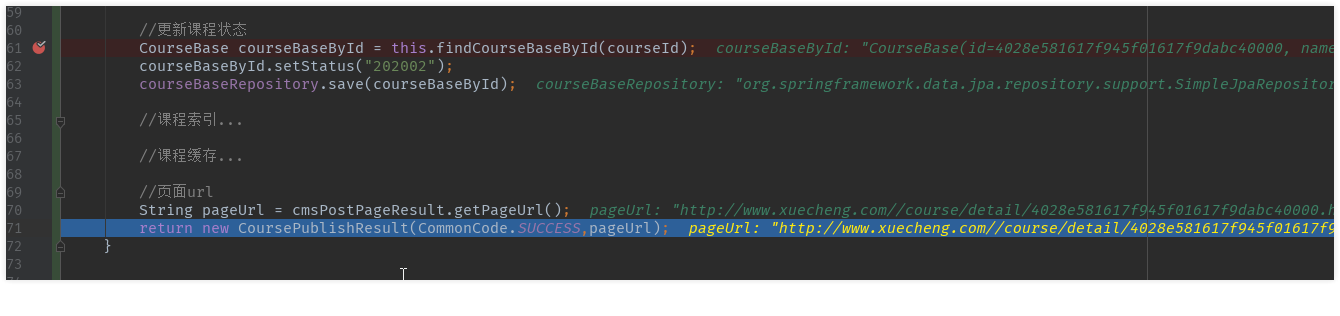 59
60 //更新课程状态
61 CourseBase courseBaseById = this.findCourseBaseById(courseId); courseBaseById: "CourseBase(id=4028e581617f945f01617f9dabc40000, name
62 courseBaseById.setStatus("202002");
63 courseBaseRepository.save(courseBaseById); courseBaseRepository: "org.springframework.data.jpa.repository.support.SimpleJpaRepositor
64
65 //课程索引...
66
67 //课程缓存...
68
69 //页面url
70 String pageUrl = cmsPostPageResult.getPageUrl(); pageUrl: "http://www.xuecheng.com//course/detail/4028e581617f945f01617f9dabc40000.h
71 return new CoursePublishResult(CommonCode.SUCCESS,pageUrl); pageUrl: "http://www.xuecheng.com//course/detail/4028e581617f945f01617f9
72 }
73